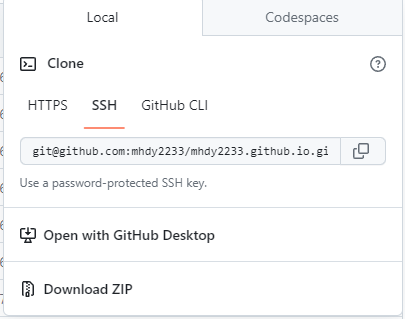 Local
Codespaces
Clone
HTTPS
SSH
GitHub CLI
git@github.com:mhdy2233/mhdy2233.github.io.gi
Use a password-protected SSH key.
Open with GitHub Desktop
Download ZIP